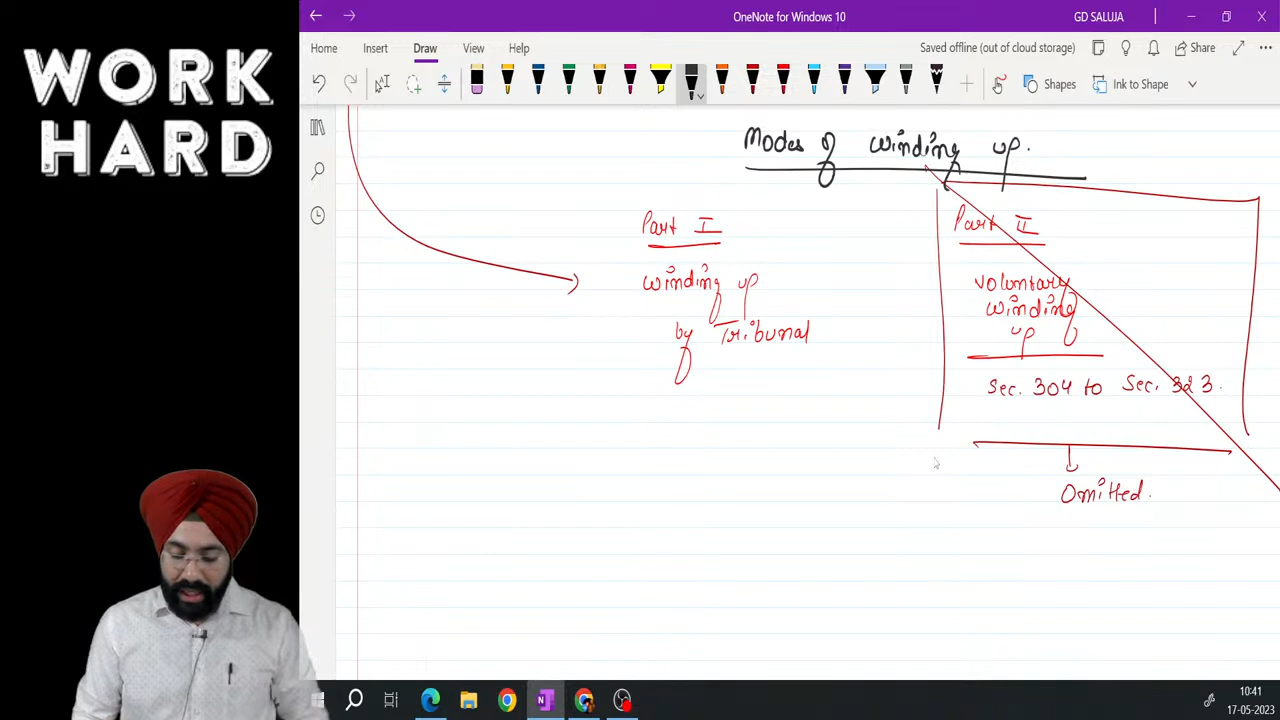 WORK
HARD
OneNote for Windows 10
GD SALUJA
Home
Insert
Draw
View
Help
Saved offline (out of cloud storage)
Share
Shapes
Ink to Shape
Modes of winding up.
Part I
winding up
by Tribunal
Part II
voluntary
winding
up
Sec. 304 to Sec. 323.
Omitted.
10:41
17-05-2023